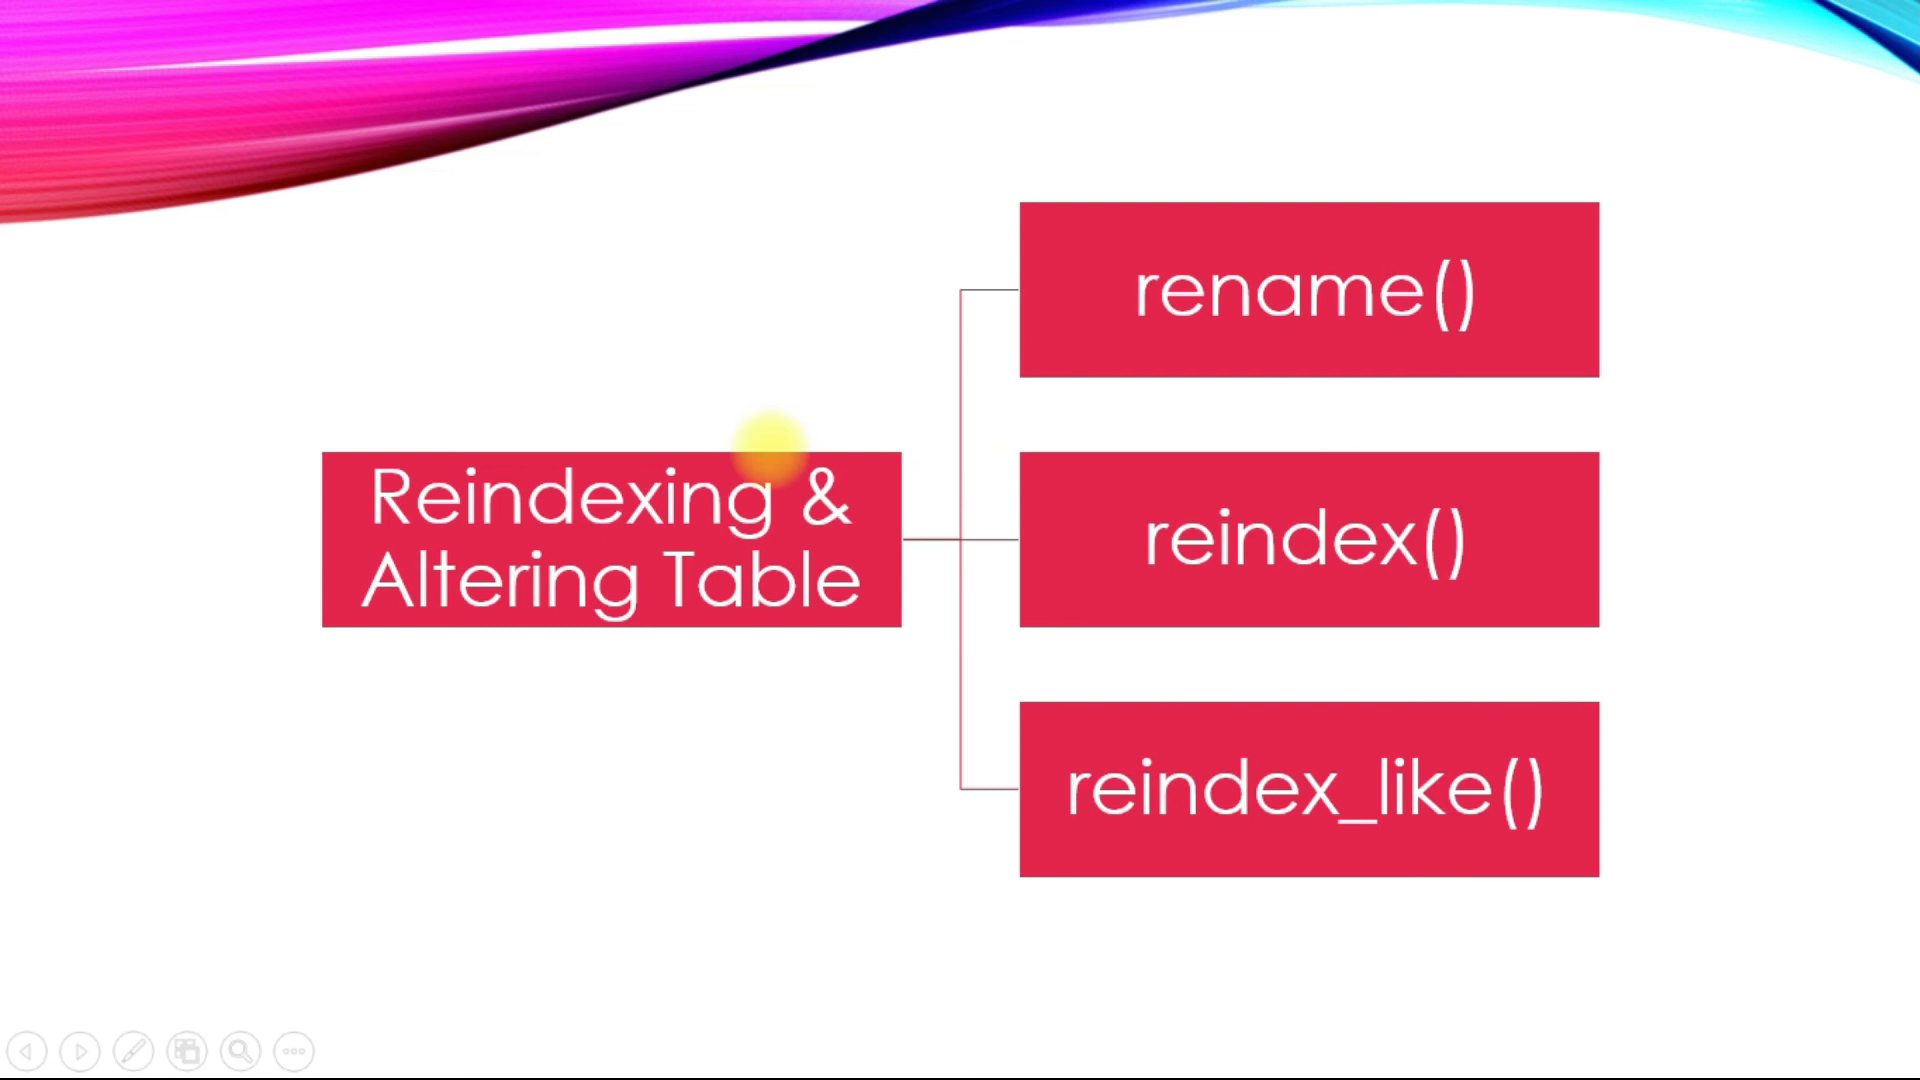 Reindexing &
Altering Table
rename()
reindex()
reindex_like()